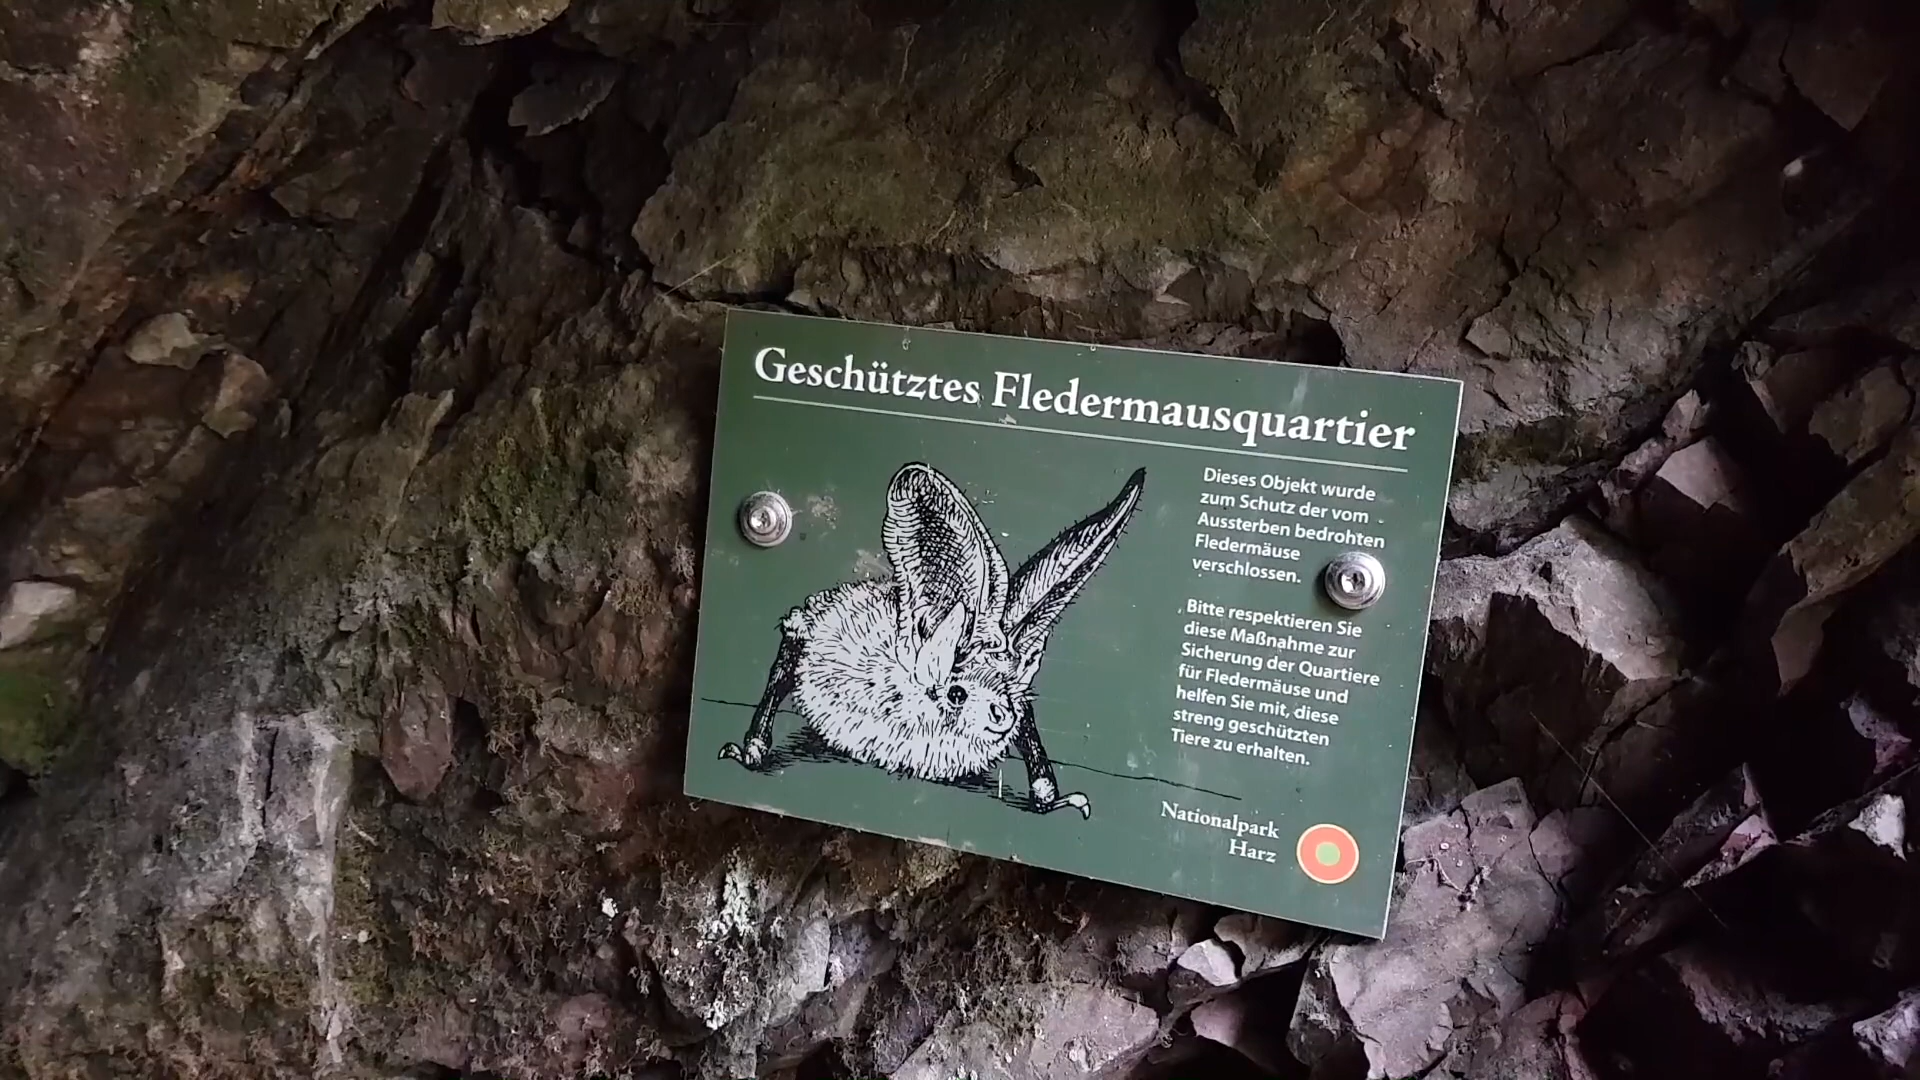 Geschütztes Fledermausquartier
Dieses Objekt wurde
zum Schutz der vom
Aussterben bedrohten
Fledermäuse
verschlossen.
Bitte respektieren Sie
diese Maßnahme zur
Sicherung der Quartiere
für Fledermäuse und
helfen Sie mit, diese
streng geschützten
Tiere zu erhalten.
Nationalpark
Harz